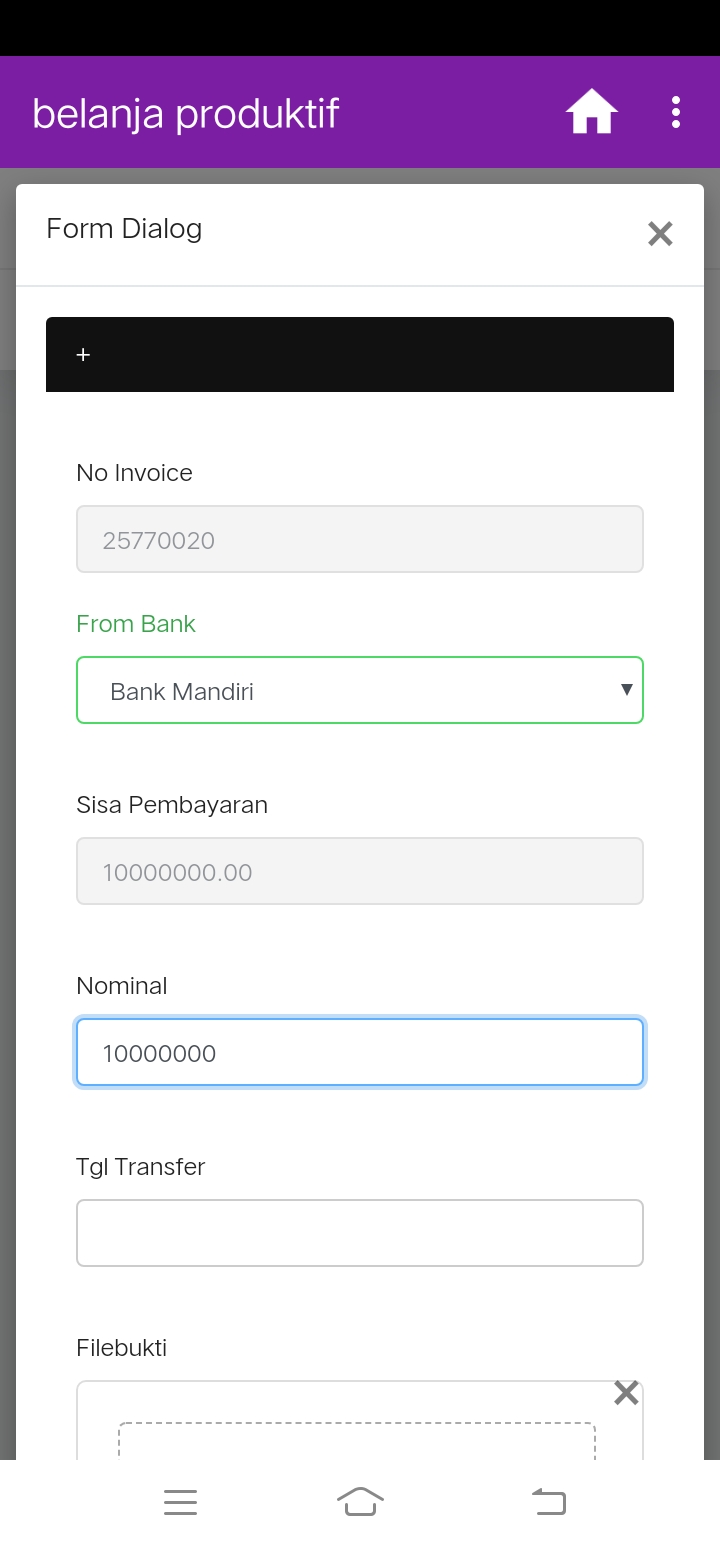 belanja produktif
Form Dialog
+
No Invoice
25770020
From Bank
Bank Mandiri
Sisa Pembayaran
10000000.00
Nominal
10000000
Tgl Transfer
Filebukti